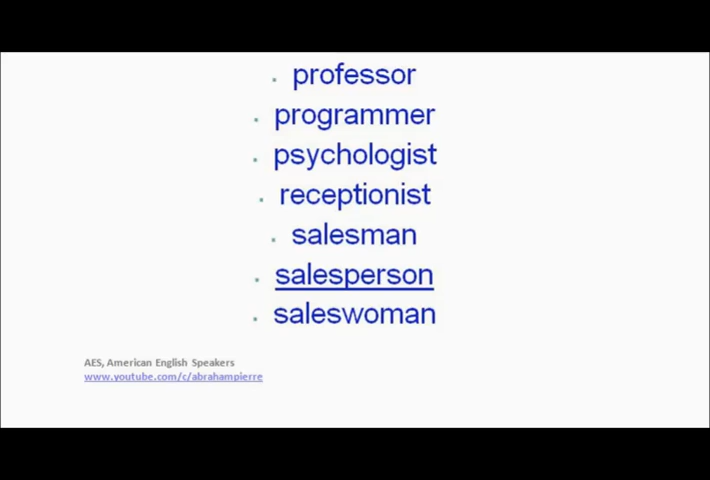 professor
programmer
psychologist
receptionist
salesman
salesperson
saleswoman
AES, American English Speakers
www.youtube.com/c/abrahampierre